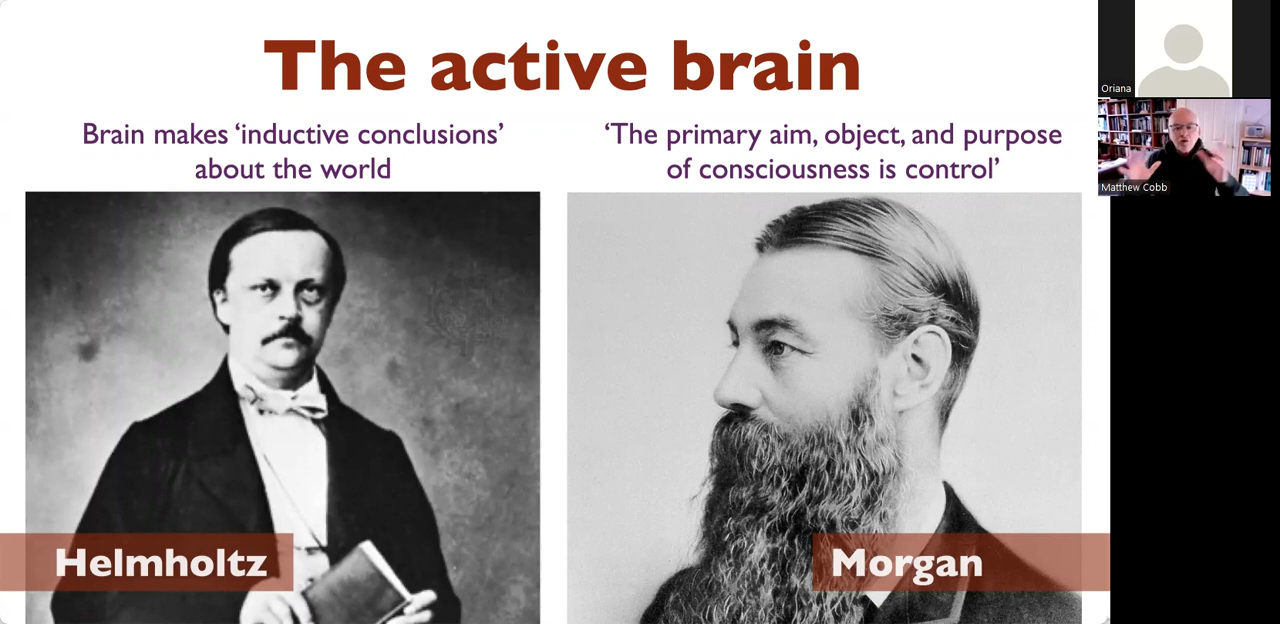 The active brain
Brain makes ‘inductive conclusions’
about the world
‘The primary aim, object, and purpose
of consciousness is control’
Helmholtz
Morgan
Oriana
Matthew Cobb